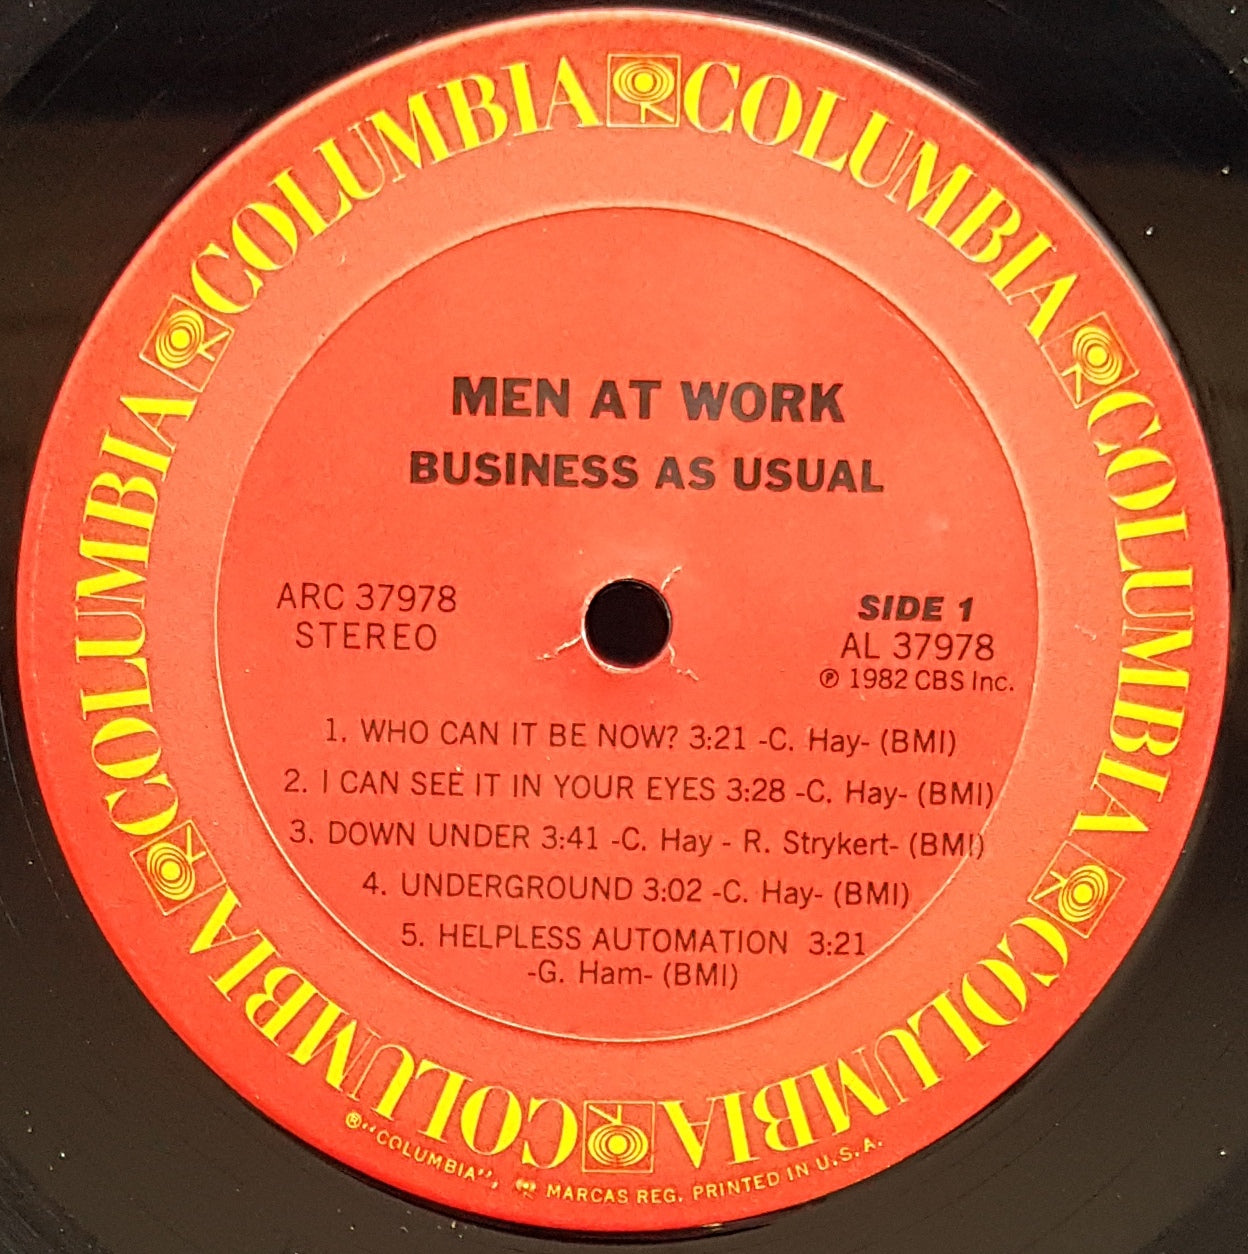 COLUMBIA COLUMBIA COLUMBIA COLUMBIA COLUMBIA COLUMBIA
MEN AT WORK
BUSINESS AS USUAL
ARC 37978
STEREO
SIDE 1
AL 37978
℗ 1982 CBS Inc.
1. WHO CAN IT BE NOW? 3:21 -C. Hay- (BMI)
2. I CAN SEE IT IN YOUR EYES 3:28 -C. Hay- (BMI)
3. DOWN UNDER 3:41 -C. Hay - R. Strykert- (BMI)
4. UNDERGROUND 3:02 -C. Hay- (BMI)
5. HELPLESS AUTOMATION 3:21
-G. Ham- (BMI)
® "COLUMBIA", MARCAS REG. PRINTED IN U.S.A.